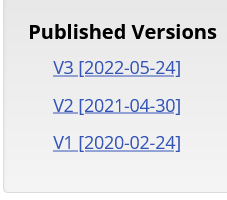 Published Versions
V3 [2022-05-24]
V2 [2021-04-30]
V1 [2020-02-24]